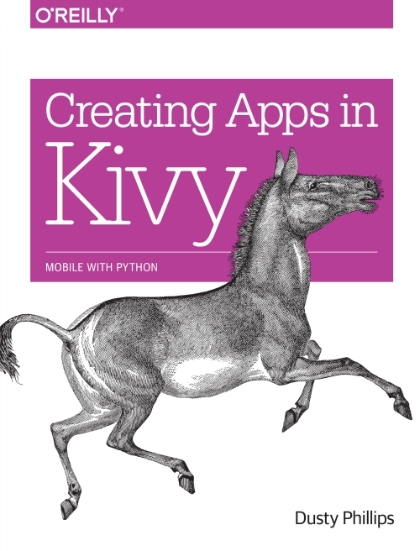 O'REILLY®
Creating Apps in
Kivy
MOBILE WITH PYTHON
Dusty Phillips